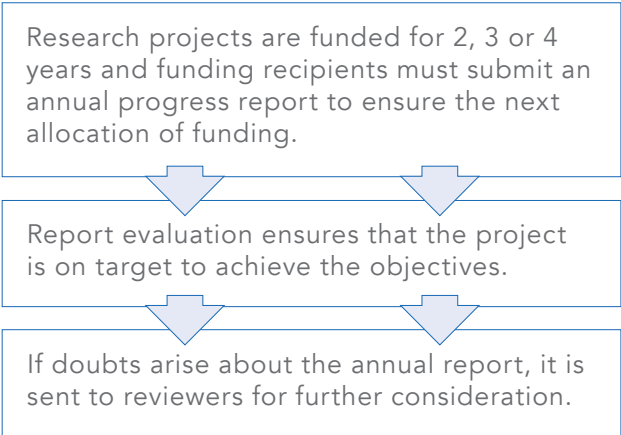 Research projects are funded for 2, 3 or 4
years and funding recipients must submit an
annual progress report to ensure the next
allocation of funding.
Report evaluation ensures that the project
is on target to achieve the objectives.
If doubts arise about the annual report, it is
sent to reviewers for further consideration.